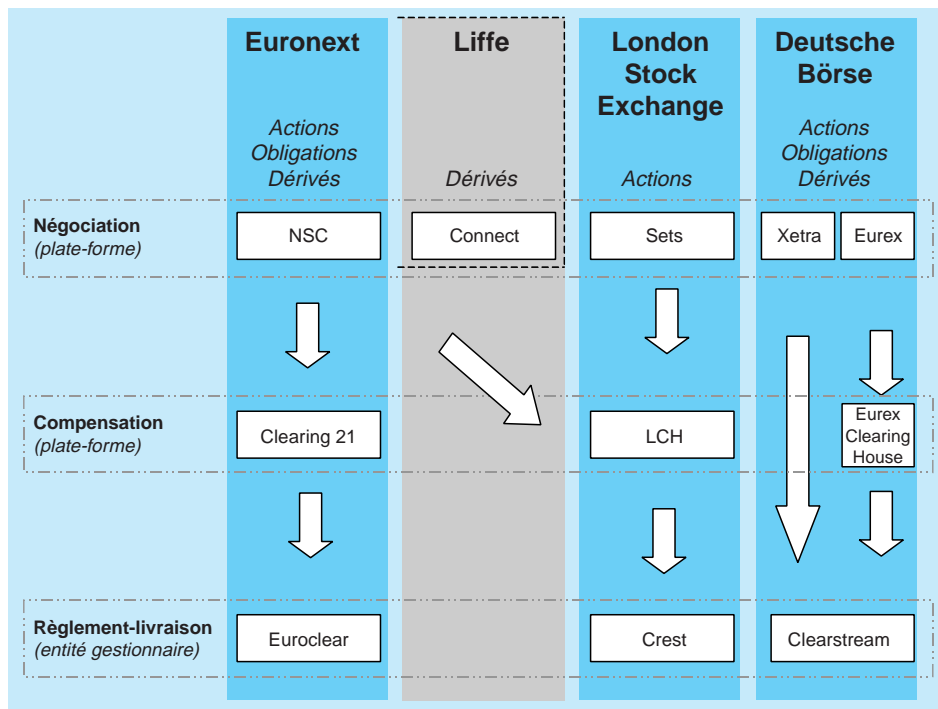 Euronext
Liffe
London
Stock
Exchange
Deutsche
Börse
Actions
Obligations
Dérivés
Dérivés
Actions
Actions
Obligations
Dérivés
Négociation
(plate-forme)
NSC
Connect
Sets
Xetra
Eurex
Compensation
(plate-forme)
Clearing 21
LCH
Eurex
Clearing
House
Règlement-livraison
(entité gestionnaire)
Euroclear
Crest
Clearstream